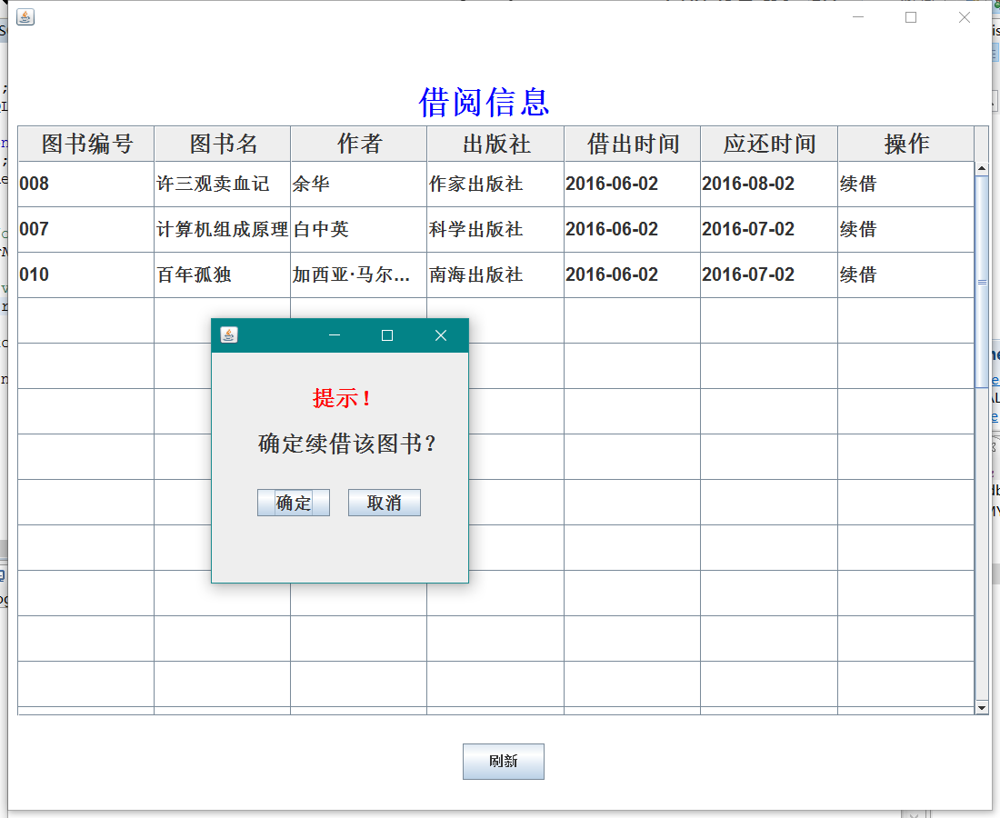 借阅信息
图书编号 图书名 作者 出版社 借出时间 应还时间 操作
008 许三观卖血记 余华 作家出版社 2016-06-02 2016-08-02 续借
007 计算机组成原理 白中英 科学出版社 2016-06-02 2016-07-02 续借
010 百年孤独 加西亚·马尔... 南海出版社 2016-06-02 2016-07-02 续借
提示！
确定续借该图书？
确定 取消
刷新